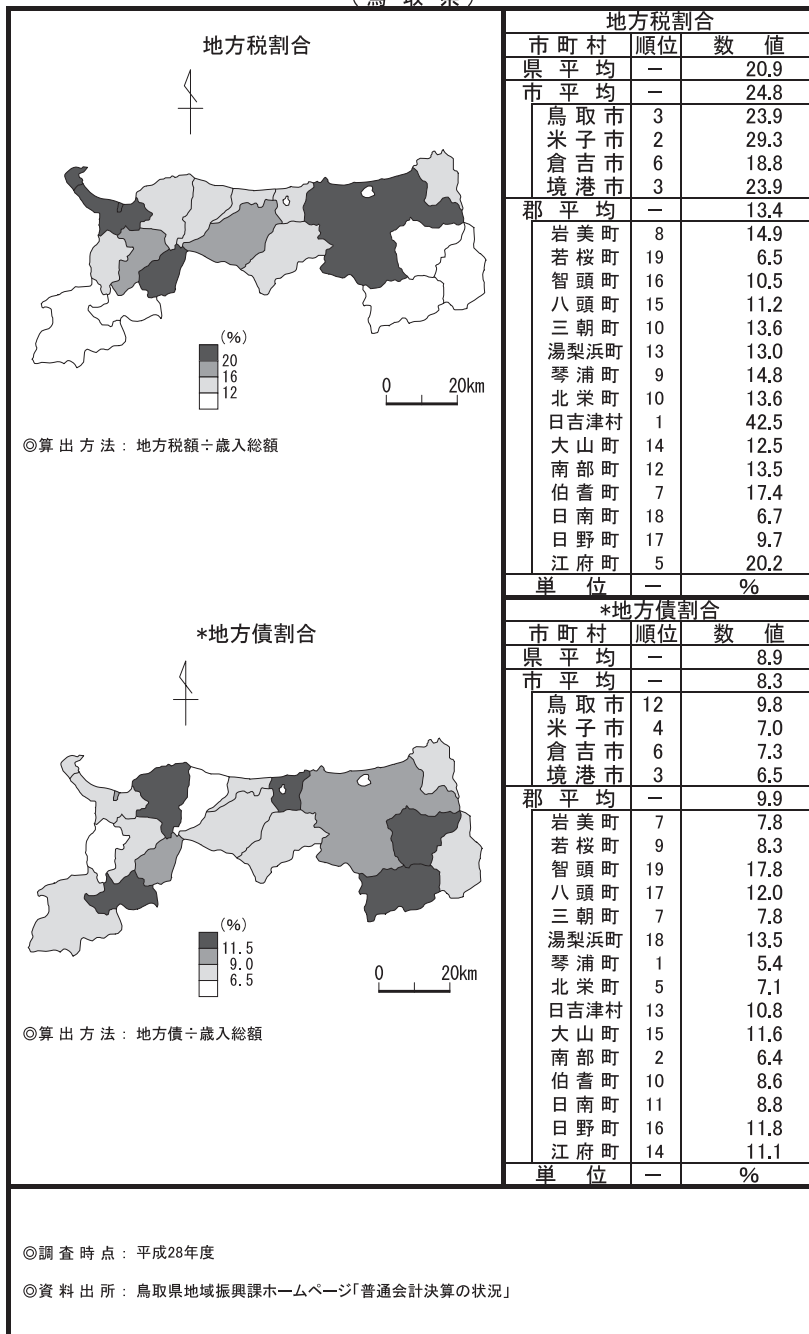 (鳥取県)
地方税割合
(%)
20
16
12
0 20km
◎算出方法：地方税額÷歳入総額
地方税割合
市町村 順位 数値
県平均 － 20.9
市平均 － 24.8
鳥取市 3 23.9
米子市 2 29.3
倉吉市 6 18.8
境港市 3 23.9
郡平均 － 13.4
岩美町 8 14.9
若桜町 19 6.5
智頭町 16 10.5
八頭町 15 11.2
三朝町 10 13.6
湯梨浜町 13 13.0
琴浦町 9 14.8
北栄町 10 13.6
日吉津村 1 42.5
大山町 14 12.5
南部町 12 13.5
伯耆町 7 17.4
日南町 18 6.7
日野町 17 9.7
江府町 5 20.2
単位 － %
*地方債割合
(%)
11.5
9.0
6.5
0 20km
◎算出方法：地方債÷歳入総額
*地方債割合
市町村 順位 数値
県平均 － 8.9
市平均 － 8.3
鳥取市 12 9.8
米子市 4 7.0
倉吉市 6 7.3
境港市 3 6.5
郡平均 － 9.9
岩美町 7 7.8
若桜町 9 8.3
智頭町 19 17.8
八頭町 17 12.0
三朝町 7 7.8
湯梨浜町 18 13.5
琴浦町 1 5.4
北栄町 5 7.1
日吉津村 13 10.8
大山町 15 11.6
南部町 2 6.4
伯耆町 10 8.6
日南町 11 8.8
日野町 16 11.8
江府町 14 11.1
単位 － %
◎調査時点：平成28年度
◎資料出所：鳥取県地域振興課ホームページ「普通会計決算の状況」